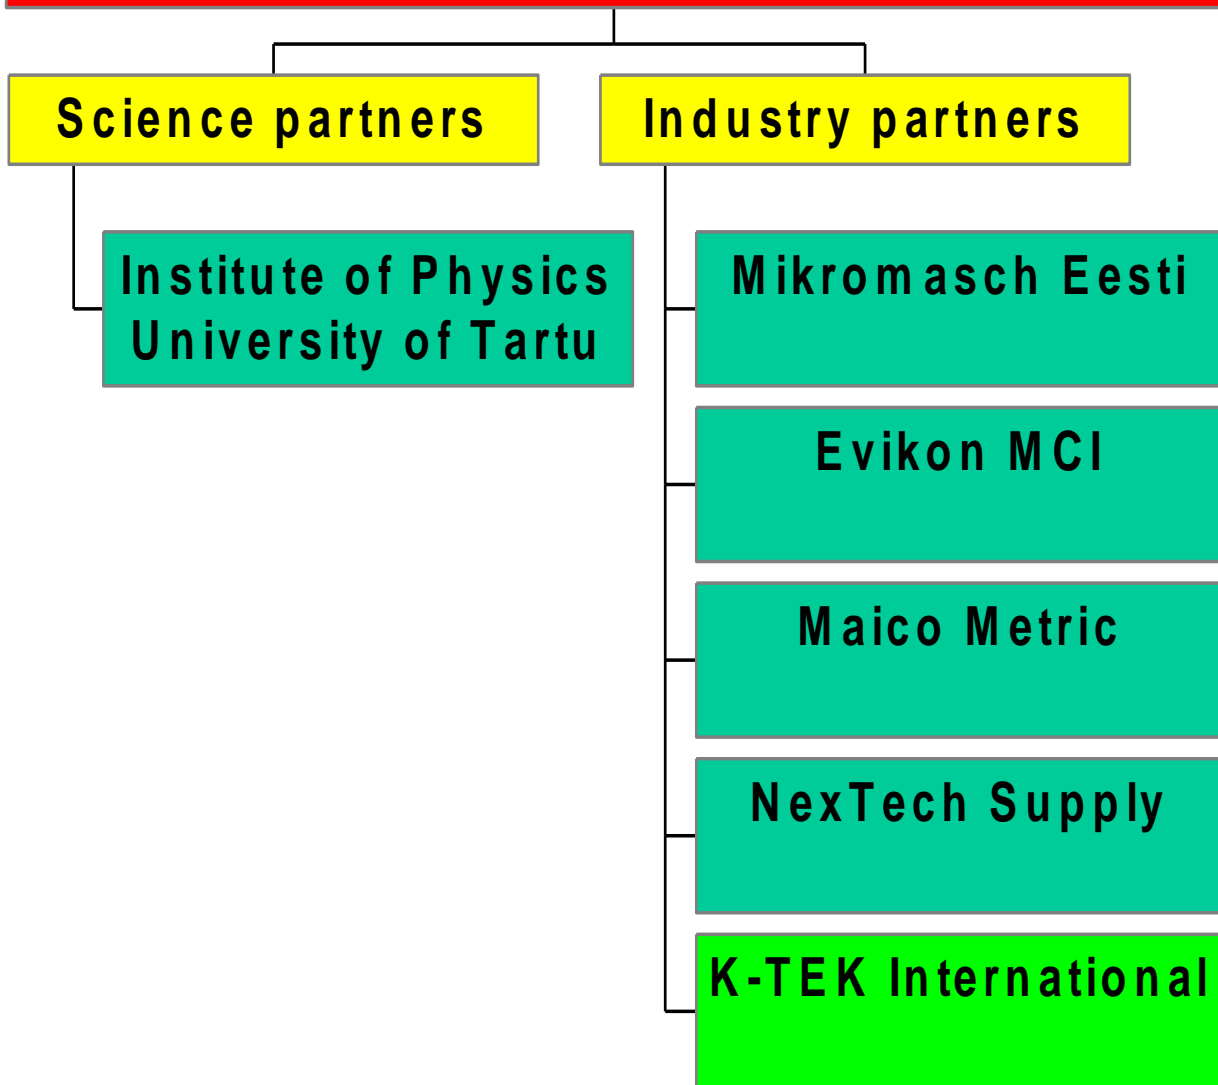 Science partners
Industry partners
Institute of Physics
University of Tartu
Mikromasch Eesti
Evikon MCI
Maico Metric
NexTech Supply
K-TEK International